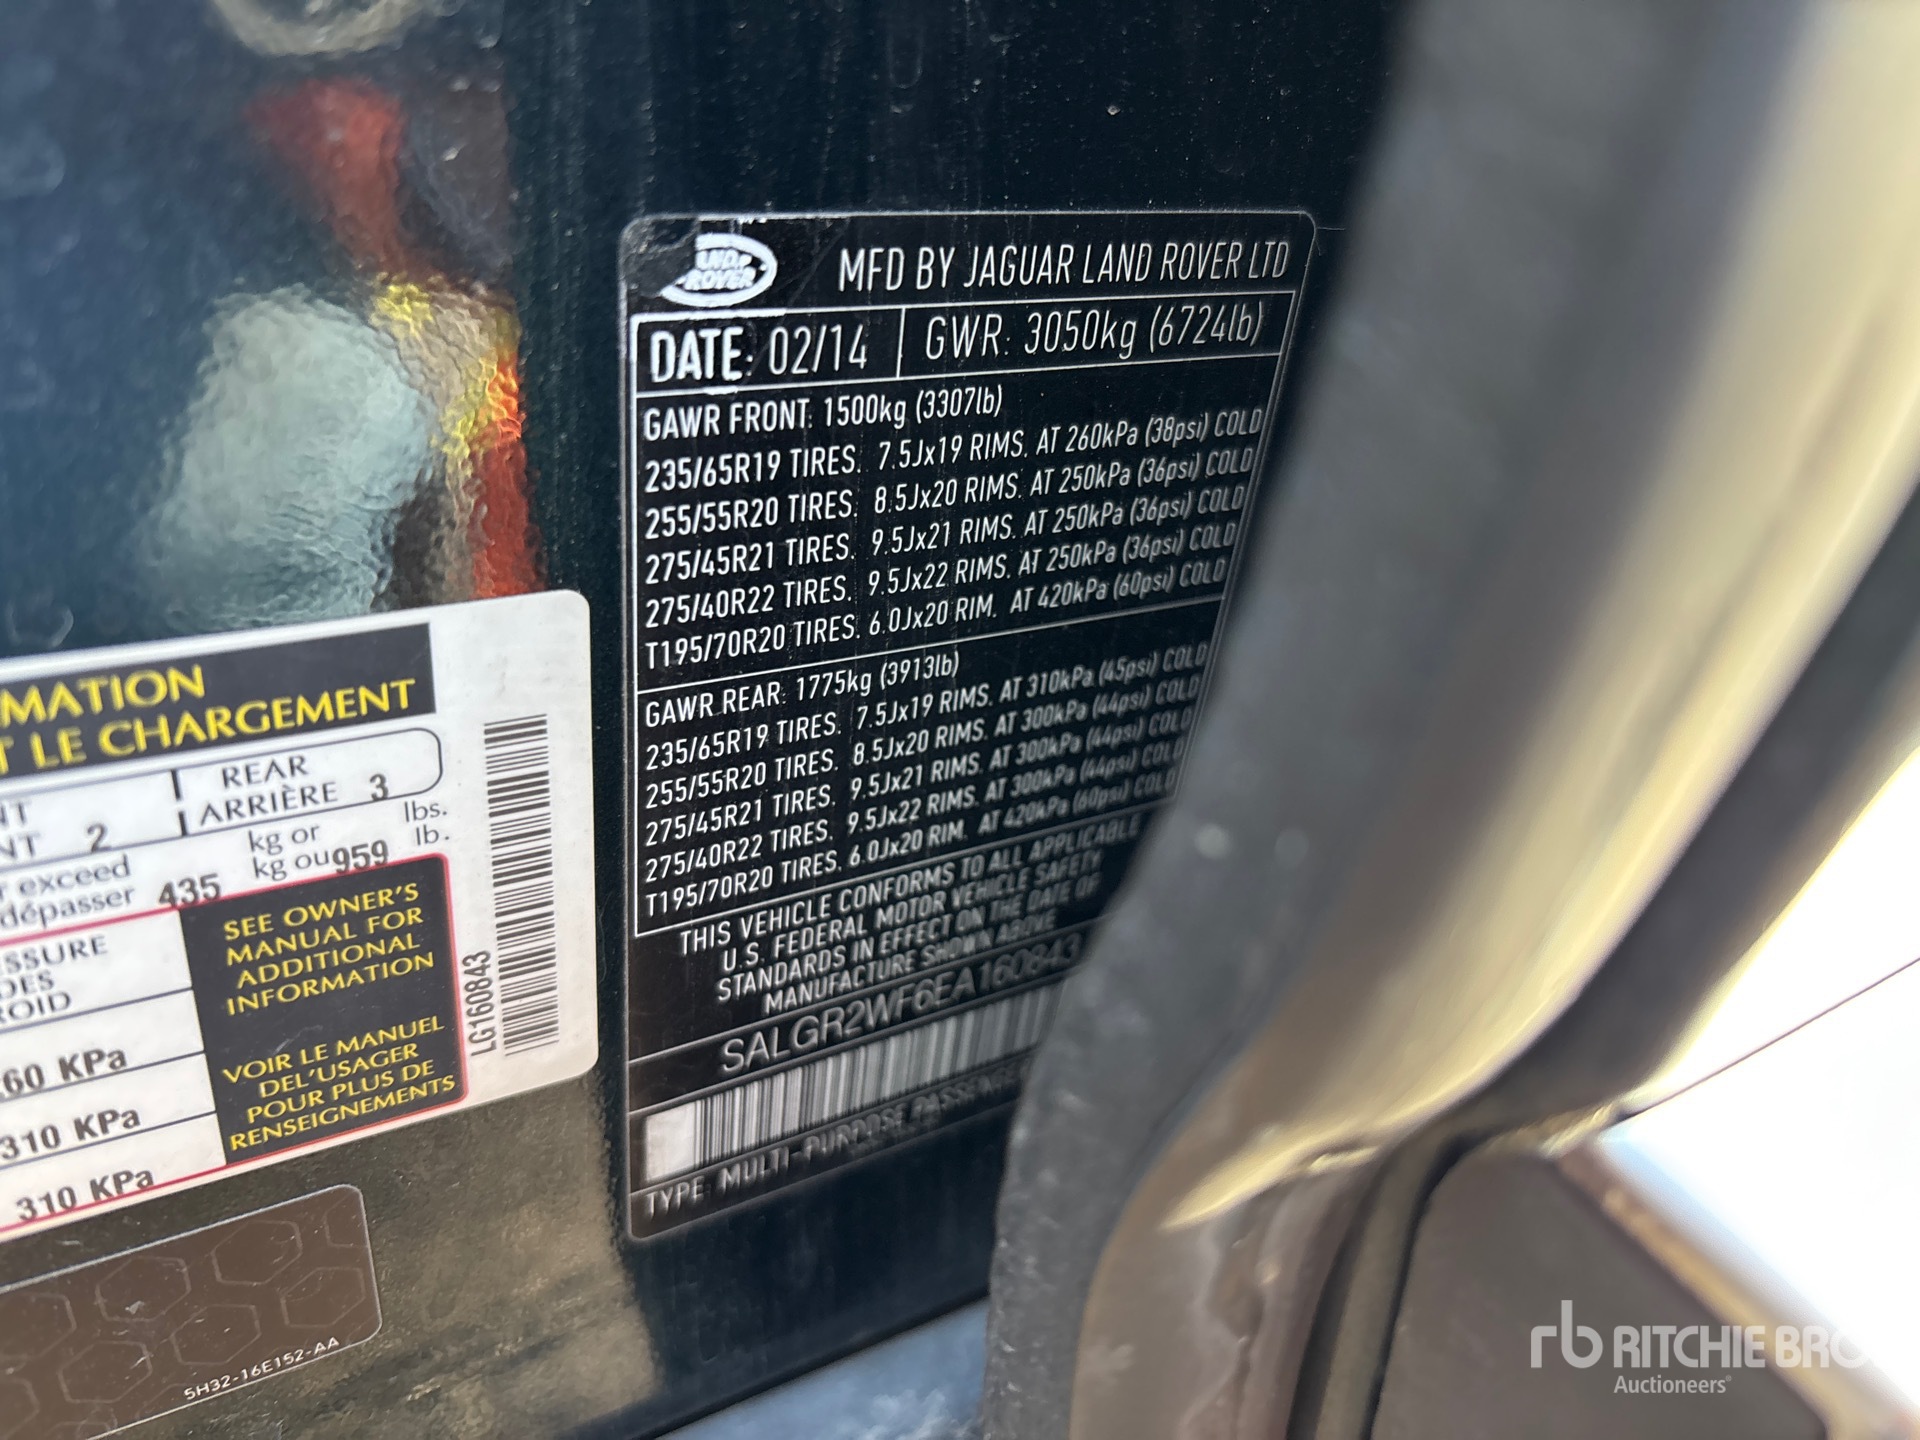 LAND-
-ROVER
MFD BY JAGUAR LAND ROVER LTD
DATE: 02/14
GWR: 3050kg (6724lb)
GAWR FRONT: 1500kg (3307lb)
235/65R19 TIRES. 7.5Jx19 RIMS. AT 260kPa (38psi) COLD
255/55R20 TIRES. 8.5Jx20 RIMS. AT 250kPa (36psi) COLD
275/45R21 TIRES. 9.5Jx21 RIMS. AT 250kPa (36psi) COLD
275/40R22 TIRES. 9.5Jx22 RIMS. AT 250kPa (36psi) COLD
T195/70R20 TIRES. 6.0Jx20 RIM. AT 420kPa (60psi) COLD
GAWR REAR: 1775kg (3913lb)
235/65R19 TIRES. 7.5Jx19 RIMS. AT 310kPa (45psi) COLD
255/55R20 TIRES. 8.5Jx20 RIMS. AT 300kPa (44psi) COLD
275/45R21 TIRES. 9.5Jx21 RIMS. AT 300kPa (44psi) COLD
275/40R22 TIRES. 9.5Jx22 RIMS. AT 300kPa (44psi) COLD
T195/70R20 TIRES. 6.0Jx20 RIM. AT 420kPa (60psi) COLD
THIS VEHICLE CONFORMS TO ALL APPLICABLE
U.S. FEDERAL MOTOR VEHICLE SAFETY
STANDARDS IN EFFECT ON THE DATE OF
MANUFACTURE SHOWN ABOVE
SALGR2WF6EA160843
TYPE: MULTI-PURPOSE PASSENGE
MATION
T LE CHARGEMENT
NT
NT 2
REAR
ARRIÈRE 3
r exceed
dépasser 435
kg or
kg ou 959
lbs.
lb.
SSURE
DES
ROID
60 KPa
310 KPa
310 KPa
SEE OWNER'S
MANUAL FOR
ADDITIONAL
INFORMATION
VOIR LE MANUEL
DEL'USAGER
POUR PLUS DE
RENSEIGNEMENTS
LG160843
5H32-16E152-AA
rb RITCHIE BRO
Auctioneers